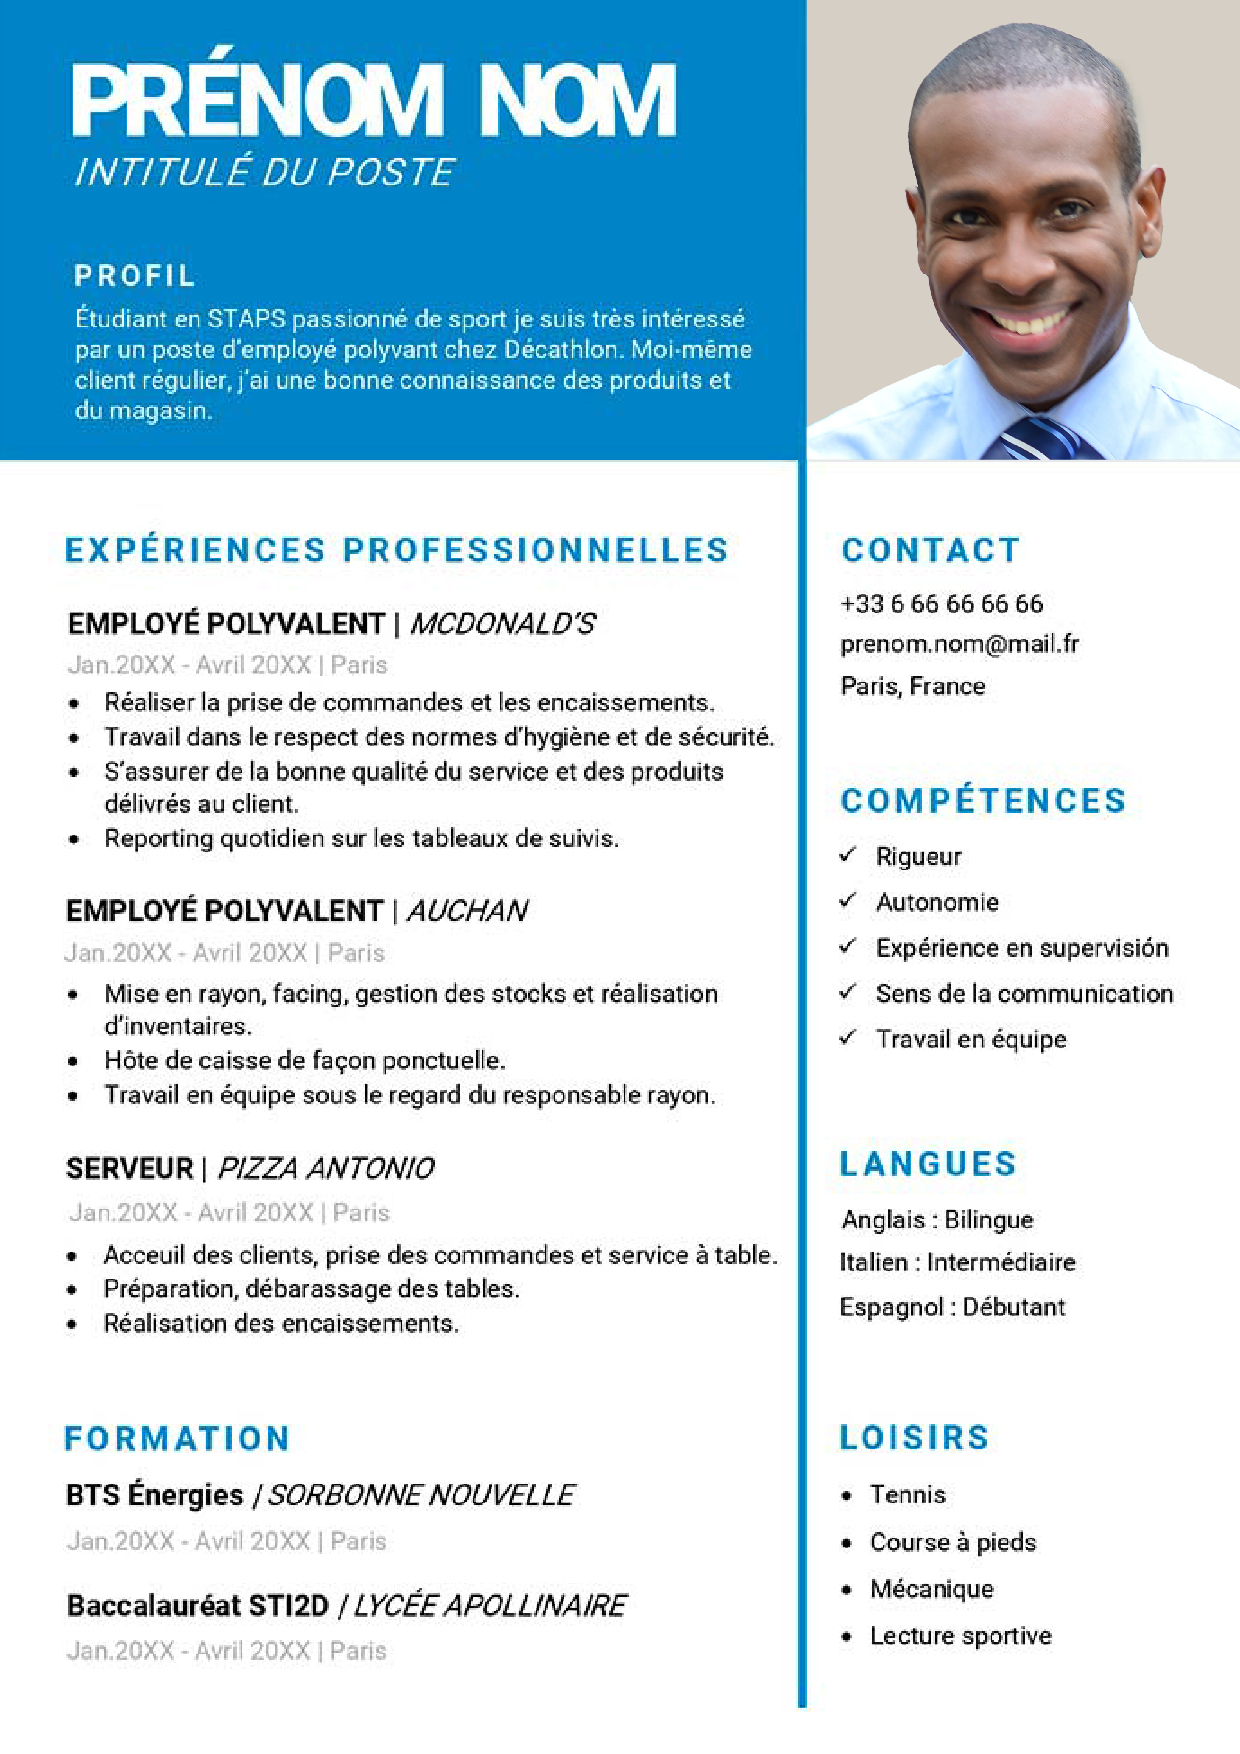 PRÉNOM NOM
INTITULÉ DU POSTE
PROFIL
Étudiant en STAPS passionné de sport je suis très intéressé
par un poste d'employé polyvant chez Décathlon. Moi-même
client régulier, j'ai une bonne connaissance des produits et
du magasin.
EXPÉRIENCES PROFESSIONNELLES
EMPLOYÉ POLYVALENT | MCDONALD'S
Jan.20XX - Avril 20XX | Paris
• Réaliser la prise de commandes et les encaissements.
• Travail dans le respect des normes d'hygiène et de sécurité.
• S'assurer de la bonne qualité du service et des produits
délivrés au client.
• Reporting quotidien sur les tableaux de suivis.
EMPLOYÉ POLYVALENT | AUCHAN
Jan.20XX - Avril 20XX | Paris
• Mise en rayon, facing, gestion des stocks et réalisation
d'inventaires.
• Hôte de caisse de façon ponctuelle.
• Travail en équipe sous le regard du responsable rayon.
SERVEUR | PIZZA ANTONIO
Jan.20XX - Avril 20XX | Paris
• Acceuil des clients, prise des commandes et service à table.
• Préparation, débarassage des tables.
• Réalisation des encaissements.
FORMATION
BTS Énergies | SORBONNE NOUVELLE
Jan.20XX - Avril 20XX | Paris
Baccalauréat STI2D | LYCÉE APOLLINAIRE
Jan.20XX - Avril 20XX | Paris
CONTACT
+33 6 66 66 66 66
prenom.nom@mail.fr
Paris, France
COMPÉTENCES
✓ Rigueur
✓ Autonomie
✓ Expérience en supervisión
✓ Sens de la communication
✓ Travail en équipe
LANGUES
Anglais : Bilingue
Italien : Intermédiaire
Espagnol : Débutant
LOISIRS
• Tennis
• Course à pieds
• Mécanique
• Lecture sportive